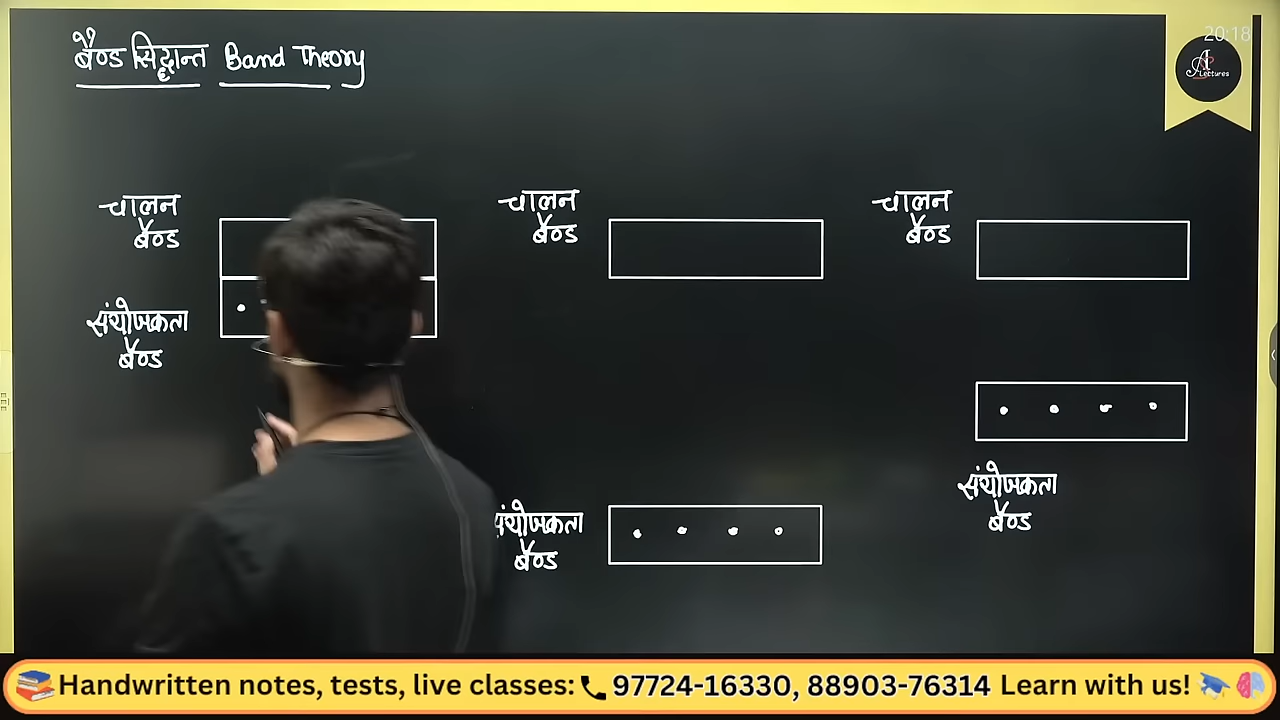 बैण्ड सिद्धान्त Band Theory
20:18
A Lectures
चालन
बैण्ड
संयोजकता
बैण्ड
चालन
बैण्ड
संयोजकता
बैण्ड
चालन
बैण्ड
संयोजकता
बैण्ड
Handwritten notes, tests, live classes: 97724-16330, 88903-76314 Learn with us!